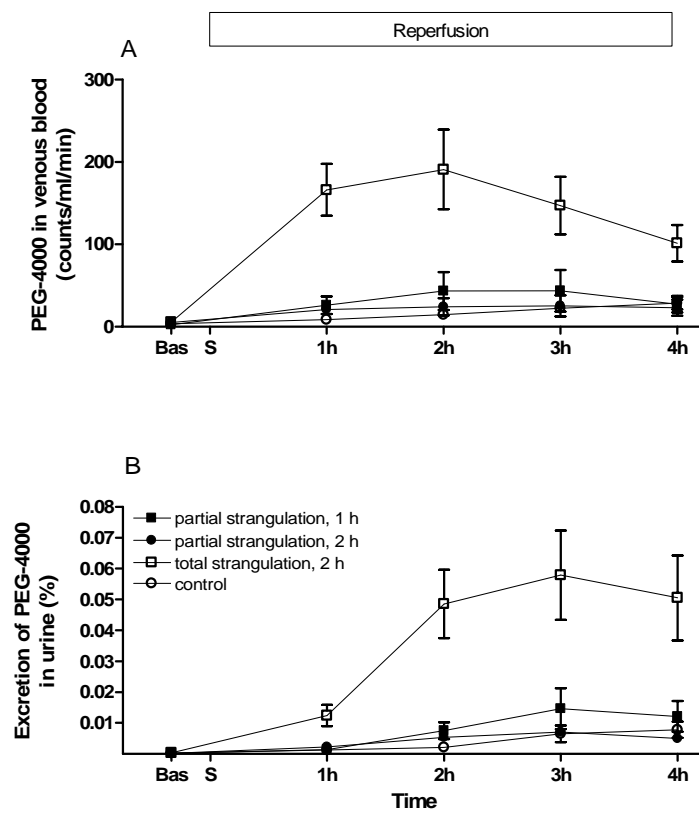 Reperfusion
A
300
200
100
0
PEG-4000 in venous blood
(counts/ml/min)
Bas S 1h 2h 3h 4h
B
0.08
0.07
0.06
0.05
0.04
0.03
0.02
0.01
Excretion of PEG-4000
in urine (%)
partial strangulation, 1 h
partial strangulation, 2 h
total strangulation, 2 h
control
Bas S 1h 2h 3h 4h
Time